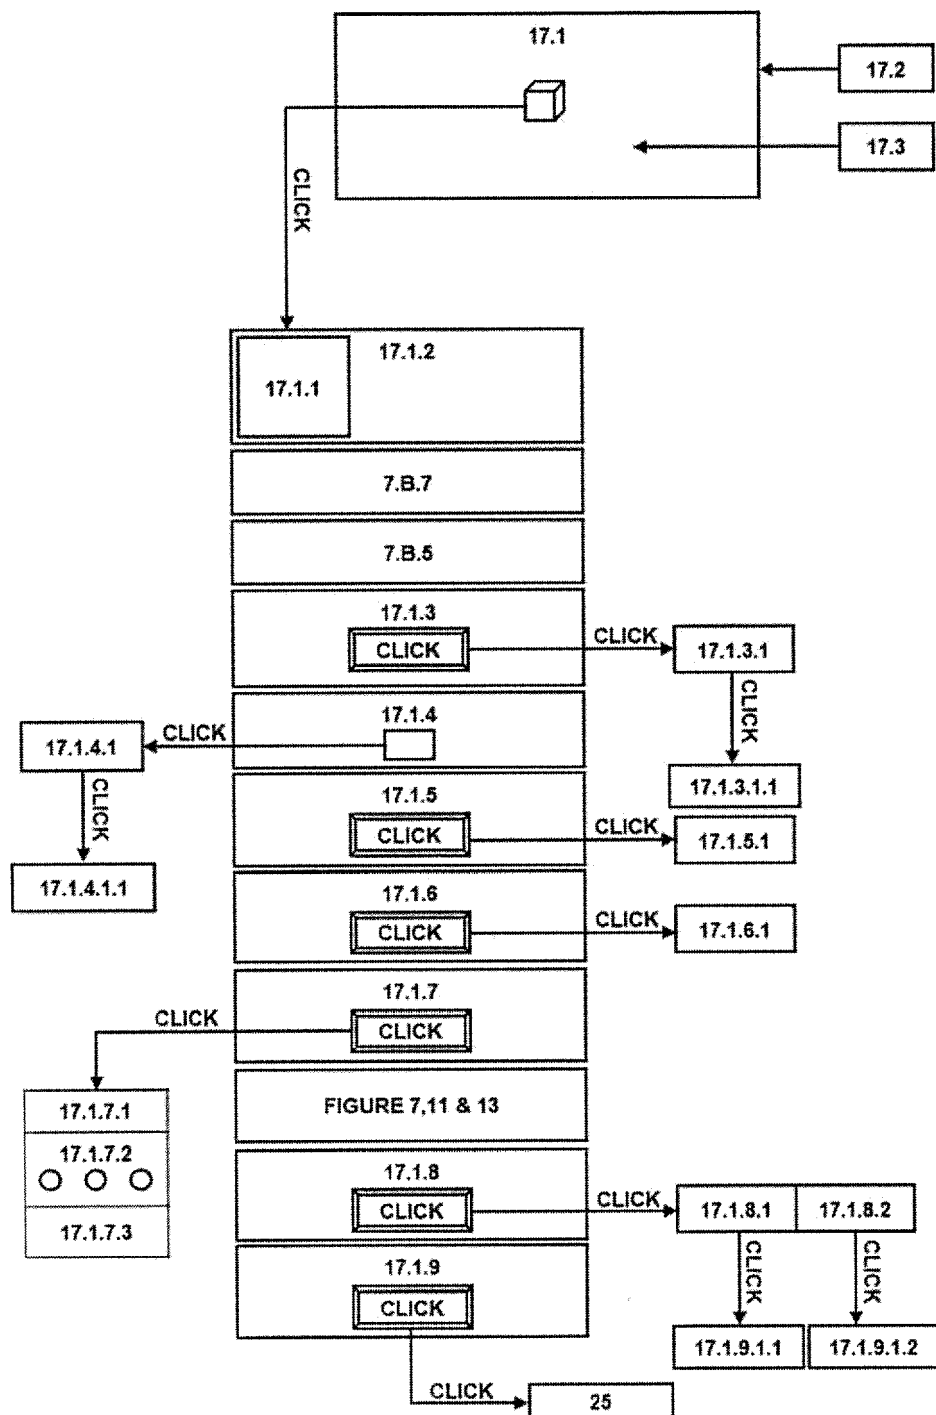 17.1
17.2
17.3
CLICK
17.1.2
17.1.1
7.B.7
7.B.5
17.1.3
CLICK
CLICK
17.1.3.1
CLICK
17.1.3.1.1
17.1.4
CLICK
17.1.4.1
CLICK
17.1.4.1.1
17.1.5
CLICK
CLICK
17.1.5.1
17.1.6
CLICK
CLICK
17.1.6.1
17.1.7
CLICK
CLICK
17.1.7.1
17.1.7.2
17.1.7.3
FIGURE 7,11 & 13
17.1.8
CLICK
CLICK
17.1.8.1
17.1.8.2
CLICK
CLICK
17.1.9.1.1
17.1.9.1.2
17.1.9
CLICK
CLICK
25